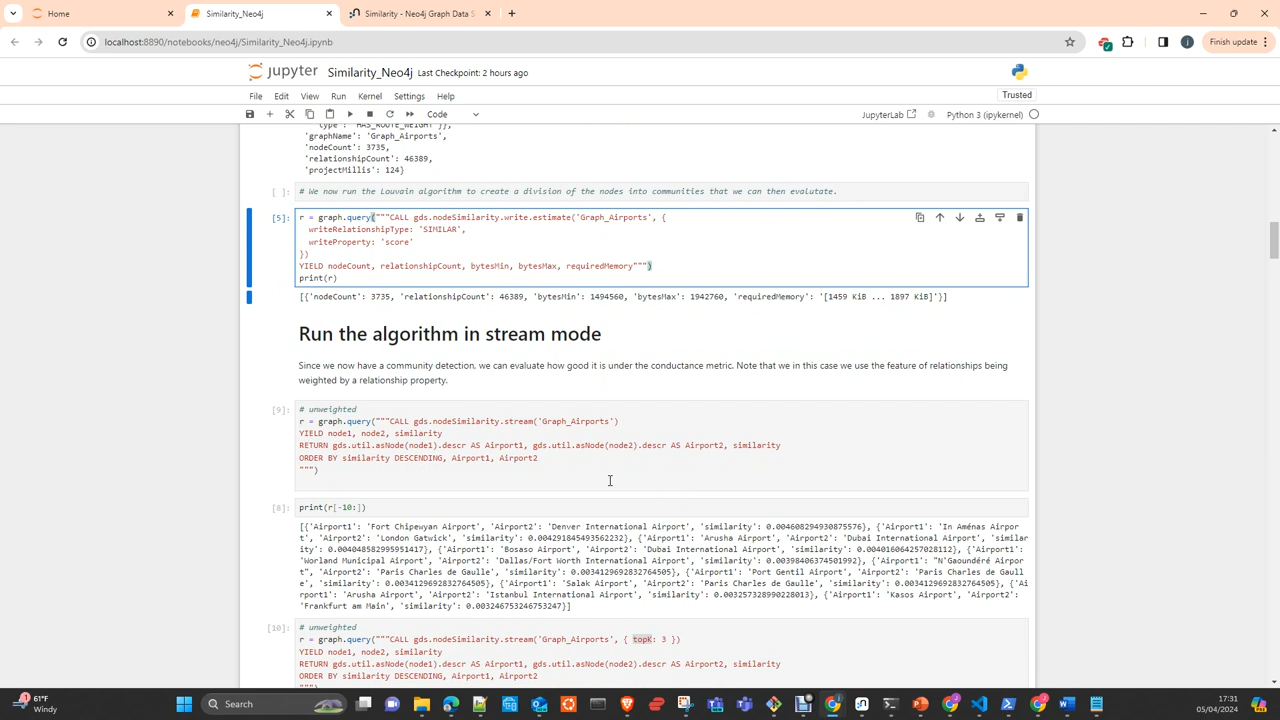 Home
Similarity_Neo4j
Similarity - Neo4j Graph Data S
localhost:8890/notebooks/neo4j/Similarity_Neo4j.ipynb
Finish update
jupyter Similarity_Neo4j Last Checkpoint: 2 hours ago
File Edit View Run Kernel Settings Help
Trusted
Code
JupyterLab Python 3 (ipykernel)
'type': 'HAS_ROUTE_WEIGHT'}},
'graphName': 'Graph_Airports',
'nodeCount': 3735,
'relationshipCount': 46389,
'projectMillis': 124}
[ ]: # We now run the Louvain algorithm to create a division of the nodes into communities that we can then evalutate.
[5]: r = graph.query("""CALL gds.nodeSimilarity.write.estimate('Graph_Airports', {
writeRelationshipType: 'SIMILAR',
writeProperty: 'score'
})
YIELD nodeCount, relationshipCount, bytesMin, bytesMax, requiredMemory""")
print(r)
[{'nodeCount': 3735, 'relationshipCount': 46389, 'bytesMin': 1494560, 'bytesMax': 1942760, 'requiredMemory': '[1459 KiB ... 1897 KiB]'}]
Run the algorithm in stream mode
Since we now have a community detection, we can evaluate how good it is under the conductance metric. Note that we in this case we use the feature of relationships being
weighted by a relationship property.
[9]: # unweighted
r = graph.query("""CALL gds.nodeSimilarity.stream('Graph_Airports')
YIELD node1, node2, similarity
RETURN gds.util.asNode(node1).descr AS Airport1, gds.util.asNode(node2).descr AS Airport2, similarity
ORDER BY similarity DESCENDING, Airport1, Airport2
""")
[8]: print(r[-10:])
[{'Airport1': 'Fort Chipewyan Airport', 'Airport2': 'Denver International Airport', 'similarity': 0.004608294930875576}, {'Airport1': 'In Aménas Airpor
t', 'Airport2': 'London Gatwick', 'similarity': 0.004291845493562232}, {'Airport1': 'Arusha Airport', 'Airport2': 'Dubai International Airport', 'similar
ity': 0.004048582995951417}, {'Airport1': 'Bosaso Airport', 'Airport2': 'Dubai International Airport', 'similarity': 0.004016064257028112}, {'Airport1':
'Worland Municipal Airport', 'Airport2': 'Dallas/Fort Worth International Airport', 'similarity': 0.00398406374501992}, {'Airport1': "N'Gaoundéré Airpor
t", 'Airport2': 'Paris Charles de Gaulle', 'similarity': 0.0034129692832764505}, {'Airport1': 'Port Gentil Airport', 'Airport2': 'Paris Charles de Gaull
e', 'similarity': 0.0034129692832764505}, {'Airport1': 'Salak Airport', 'Airport2': 'Paris Charles de Gaulle', 'similarity': 0.0034129692832764505}, {'Ai
rport1': 'Arusha Airport', 'Airport2': 'Istanbul International Airport', 'similarity': 0.003257328990228013}, {'Airport1': 'Kasos Airport', 'Airport2':
'Frankfurt am Main', 'similarity': 0.003246753246753247}]
[10]: # unweighted
r = graph.query("""CALL gds.nodeSimilarity.stream('Graph_Airports', { topK: 3 })
YIELD node1, node2, similarity
RETURN gds.util.asNode(node1).descr AS Airport1, gds.util.asNode(node2).descr AS Airport2, similarity
ORDER BY similarity DESCENDING, Airport1, Airport2
""")
61°F
Windy
Search
17:31
05/04/2024